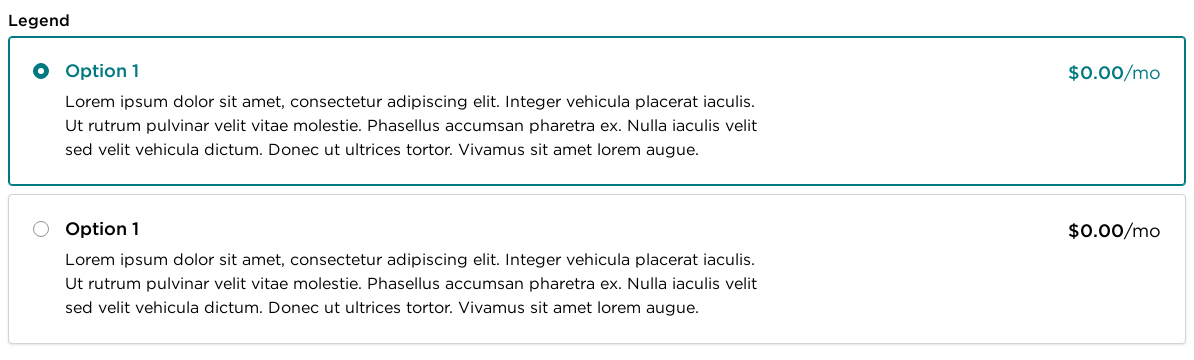 Legend
Option 1
$0.00/mo
Lorem ipsum dolor sit amet, consectetur adipiscing elit. Integer vehicula placerat iaculis.
Ut rutrum pulvinar velit vitae molestie. Phasellus accumsan pharetra ex. Nulla iaculis velit
sed velit vehicula dictum. Donec ut ultrices tortor. Vivamus sit amet lorem augue.
Option 1
$0.00/mo
Lorem ipsum dolor sit amet, consectetur adipiscing elit. Integer vehicula placerat iaculis.
Ut rutrum pulvinar velit vitae molestie. Phasellus accumsan pharetra ex. Nulla iaculis velit
sed velit vehicula dictum. Donec ut ultrices tortor. Vivamus sit amet lorem augue.